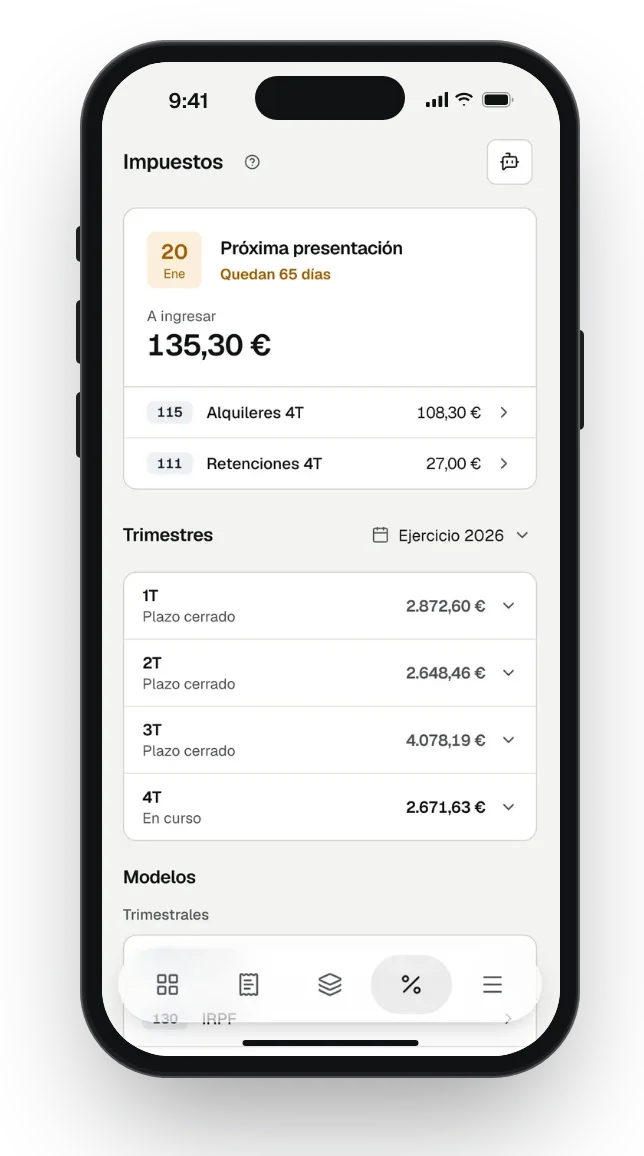 9:41
Impuestos
20
Ene
Próxima presentación
Quedan 65 días
A ingresar
135,30 €
115 Alquileres 4T 108,30 €
111 Retenciones 4T 27,00 €
Trimestres Ejercicio 2026
1T
Plazo cerrado
2.872,60 €
2T
Plazo cerrado
2.648,46 €
3T
Plazo cerrado
4.078,19 €
4T
En curso
2.671,63 €
Modelos
Trimestrales
130 IRPF